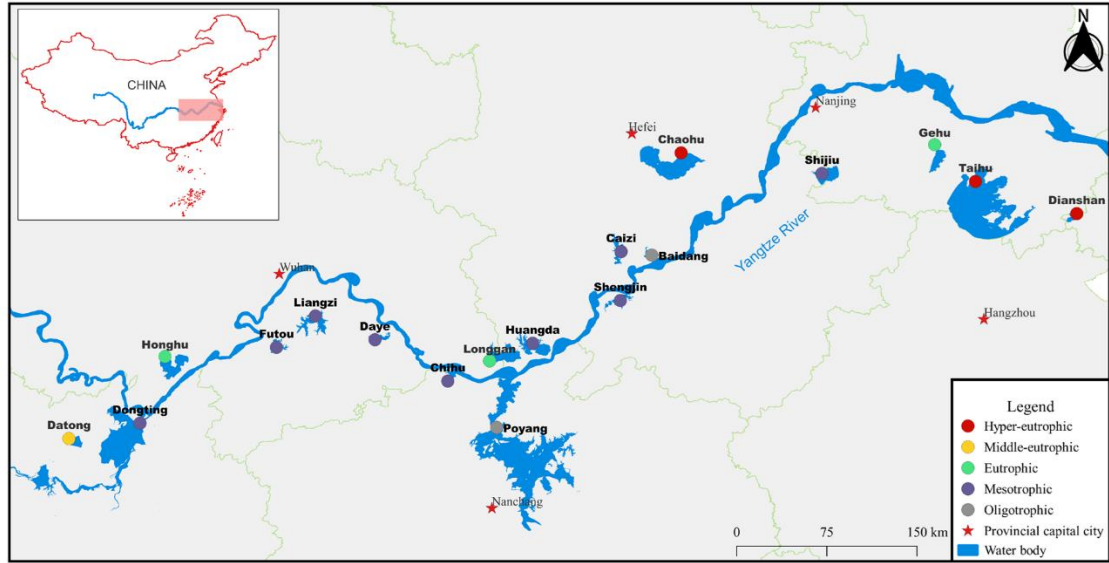 CHINA
N
Nanjing
Hefei
Chaohu
Gehu
Shijiu
Taihu
Dianshan
Caizi
Baidang
Yangtze River
Wuhan
Shengjin
Liangzi
Hangzhou
Futou
Daye
Huangda
Honghu
Longgan
Chihu
Dongting
Datong
Poyang
Nanchang
0 75 150 km
Legend
Hyper-eutrophic
Middle-eutrophic
Eutrophic
Mesotrophic
Oligotrophic
Provincial capital city
Water body